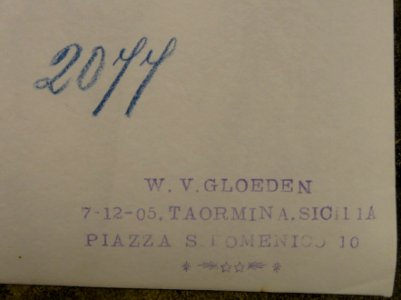 2077
W. V. GLOEDEN
7-12-05, TAORMINA, SICILIA
PIAZZA S. DOMENICO 10